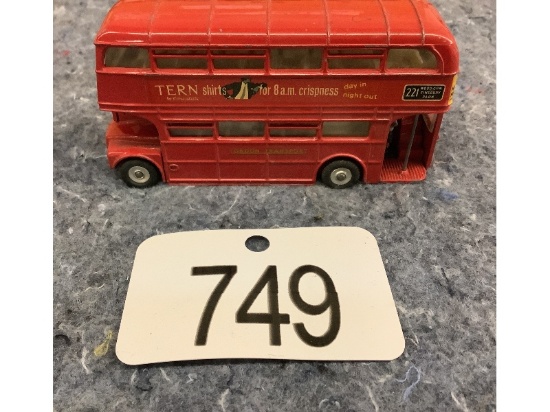 TERN shirts for 8 a.m. crispness
day in
night out
221
749